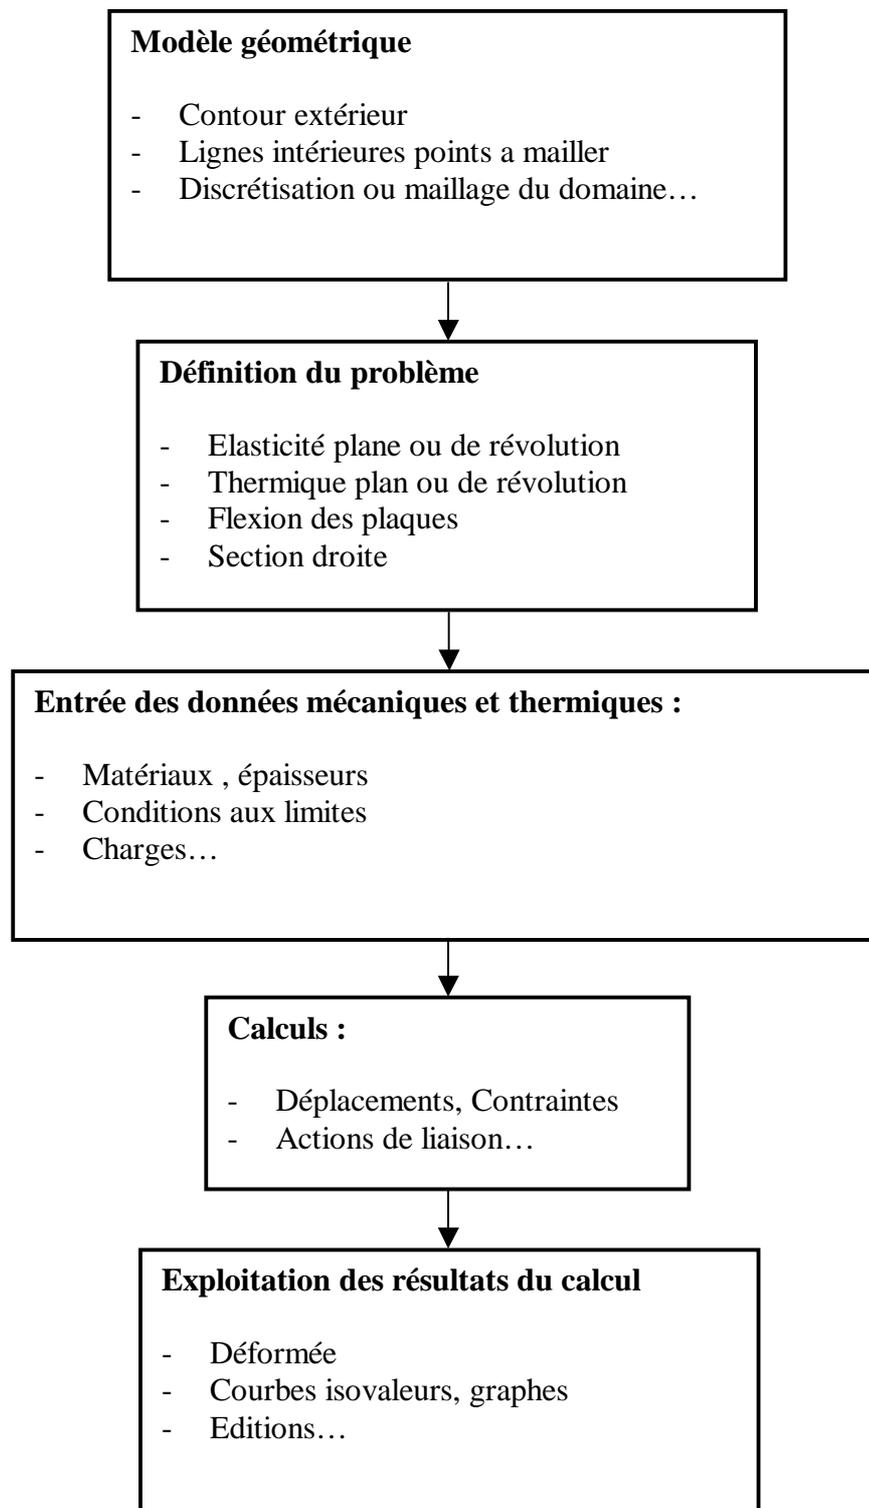 Modèle géométrique
- Contour extérieur
- Lignes intérieures points a mailler
- Discrétisation ou maillage du domaine…
Définition du problème
- Elasticité plane ou de révolution
- Thermique plan ou de révolution
- Flexion des plaques
- Section droite
Entrée des données mécaniques et thermiques :
- Matériaux , épaisseurs
- Conditions aux limites
- Charges…
Calculs :
- Déplacements, Contraintes
- Actions de liaison…
Exploitation des résultats du calcul
- Déformée
- Courbes isovaleurs, graphes
- Editions…